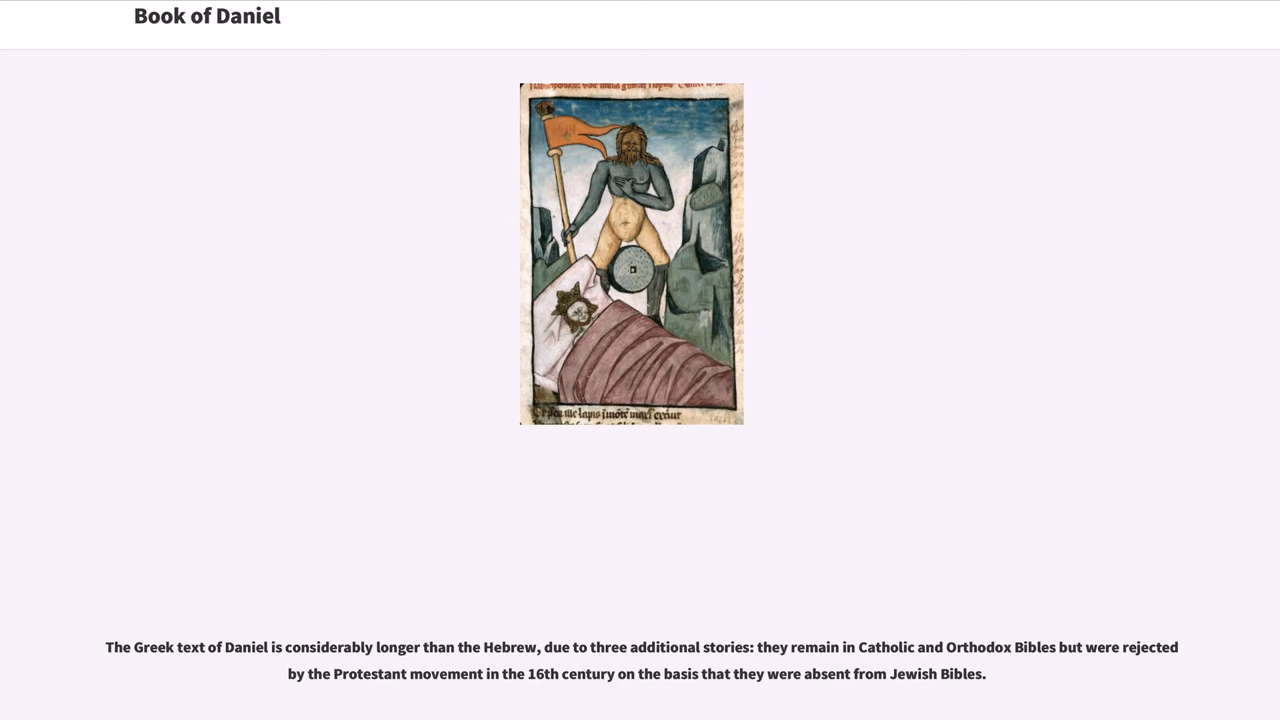 Book of Daniel
lapis
The Greek text of Daniel is considerably longer than the Hebrew, due to three additional stories: they remain in Catholic and Orthodox Bibles but were rejected
by the Protestant movement in the 16th century on the basis that they were absent from Jewish Bibles.